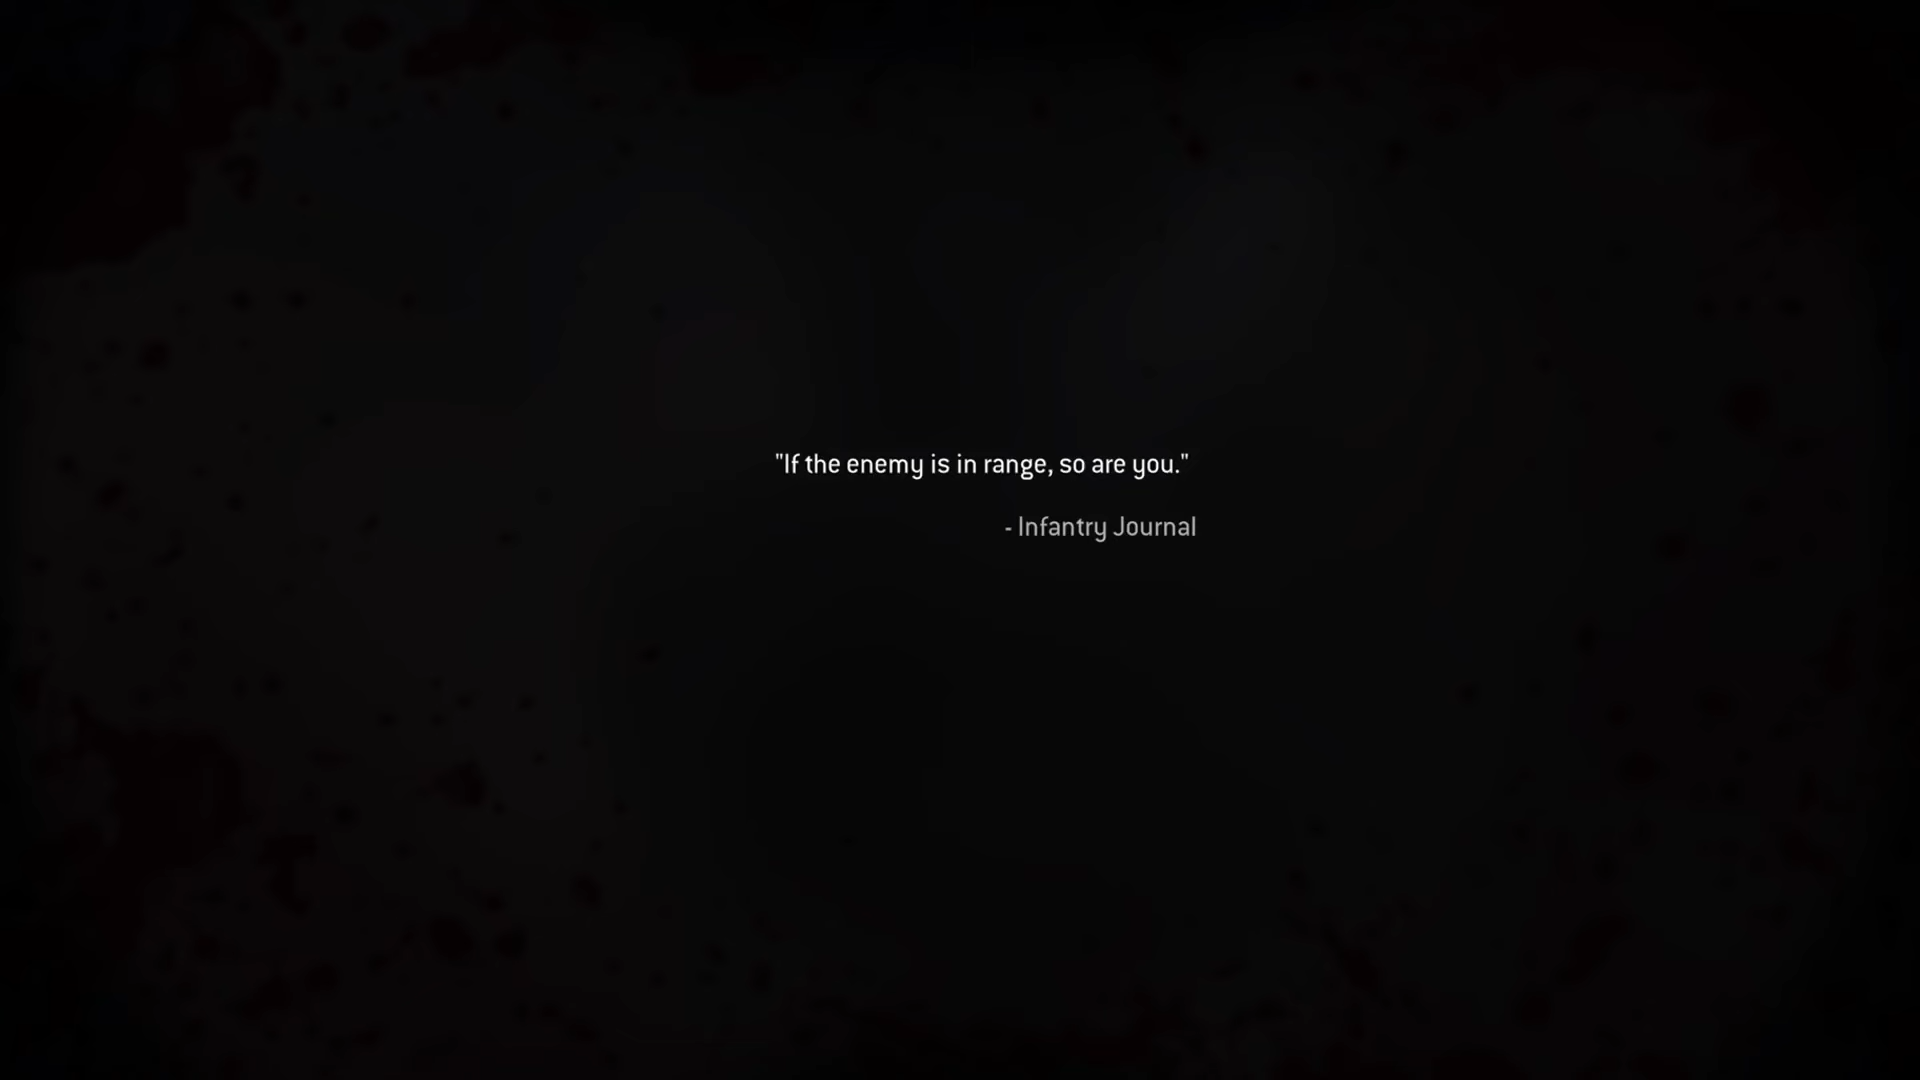 "If the enemy is in range, so are you."
- Infantry Journal